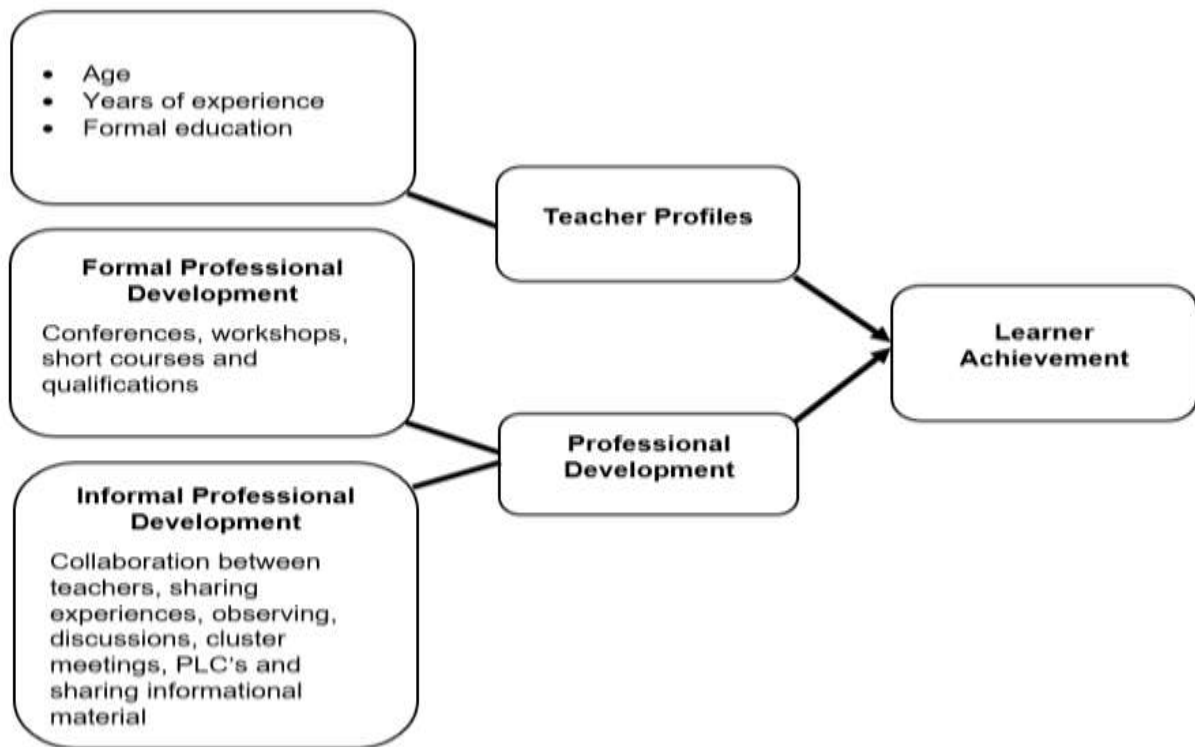 • Age
• Years of experience
• Formal education
Teacher Profiles
Formal Professional
Development
Conferences, workshops,
short courses and
qualifications
Learner
Achievement
Professional
Development
Informal Professional
Development
Collaboration between
teachers, sharing
experiences, observing,
discussions, cluster
meetings, PLC's and
sharing informational
material